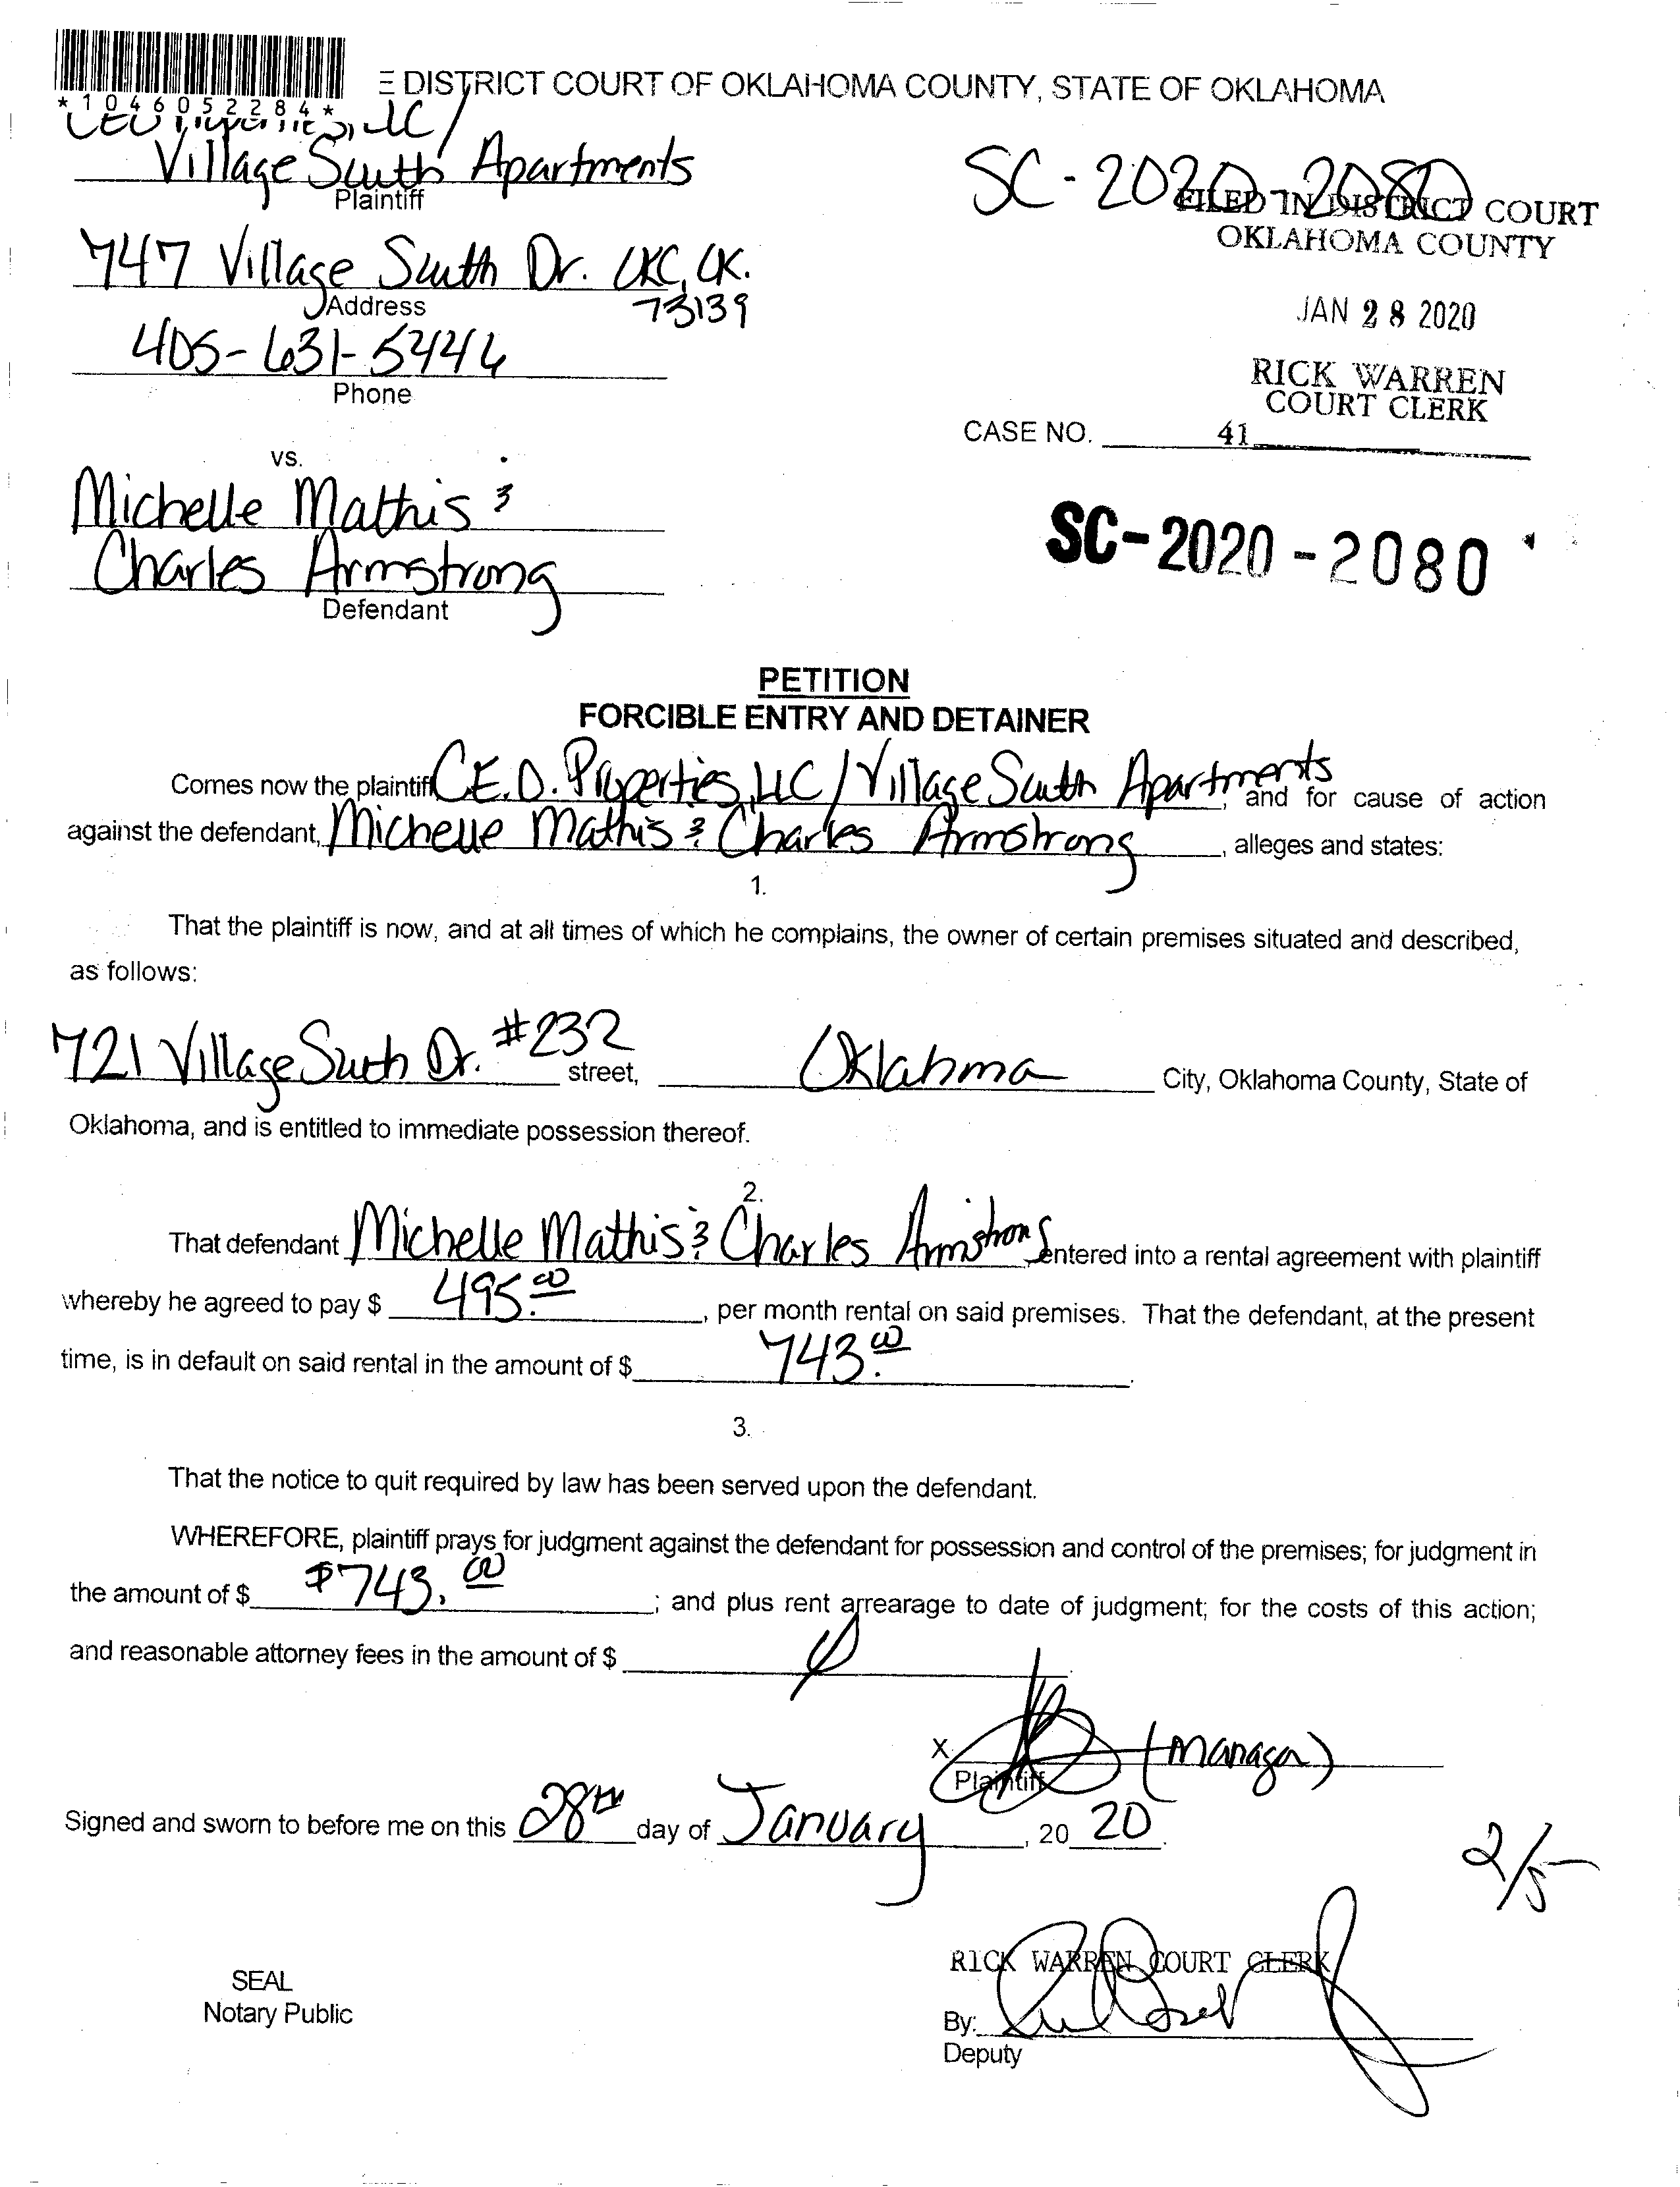 *1046052284*
E DISTRICT COURT OF OKLAHOMA COUNTY, STATE OF OKLAHOMA
LLC/
Village South Apartments
Plaintiff
SC-2020-2080
FILED IN DISTRICT COURT
OKLAHOMA COUNTY
747 Village South Dr. OKC, OK.
73139
Address
JAN 28 2020
405-631-5446
Phone
RICK WARREN
COURT CLERK
CASE NO. 41
vs.
Michelle Mathis &
Charles Armstrong
Defendant
SC-2020-2080
PETITION
FORCIBLE ENTRY AND DETAINER
Comes now the plaintiff C.E.D. Properties, LLC/Village South Apartments, and for cause of action
against the defendant, Michelle Mathis & Charles Armstrong, alleges and states:
1.
That the plaintiff is now, and at all times of which he complains, the owner of certain premises situated and described,
as follows:
721 Village South Dr. #232 street, Oklahoma City, Oklahoma County, State of
Oklahoma, and is entitled to immediate possession thereof.
2.
That defendant Michelle Mathis & Charles Armstrong entered into a rental agreement with plaintiff
whereby he agreed to pay $ 495.00, per month rental on said premises. That the defendant, at the present
time, is in default on said rental in the amount of $ 743.00.
3.
That the notice to quit required by law has been served upon the defendant.
WHEREFORE, plaintiff prays for judgment against the defendant for possession and control of the premises; for judgment in
the amount of $ $743.00; and plus rent arrearage to date of judgment; for the costs of this action;
and reasonable attorney fees in the amount of $ Ø
X (Manager)
Plaintiff
Signed and sworn to before me on this 28th day of January, 2020.
2/5
RICK WARREN COURT CLERK
SEAL
Notary Public
By:
Deputy